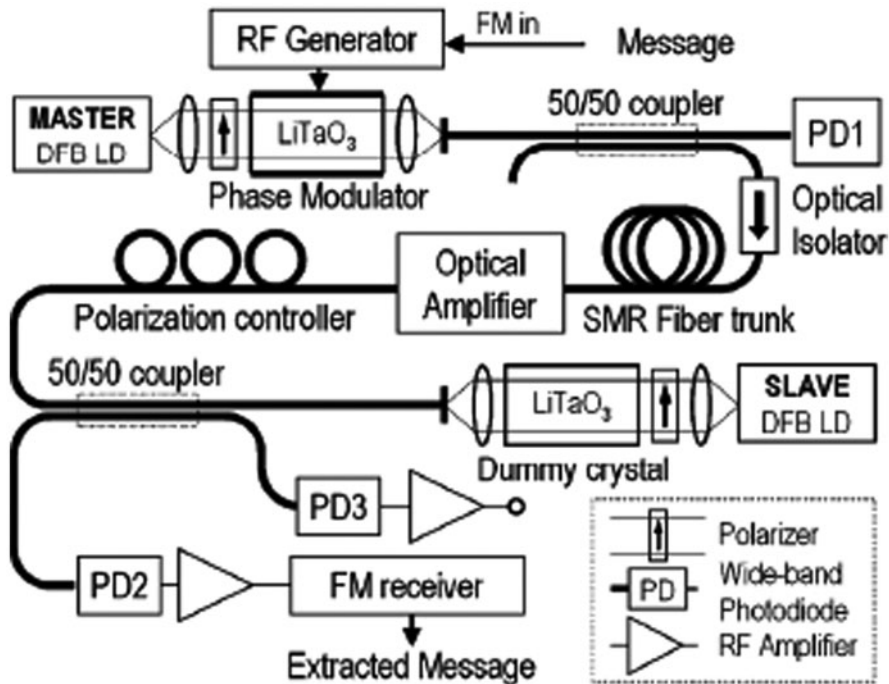 RF Generator
FM in
Message
MASTER
DFB LD
LiTaO3
Phase Modulator
50/50 coupler
PD1
Optical
Isolator
Polarization controller
Optical
Amplifier
SMR Fiber trunk
50/50 coupler
LiTaO3
SLAVE
DFB LD
Dummy crystal
PD3
PD2
FM receiver
Extracted Message
Polarizer
PD
Wide-band
Photodiode
RF Amplifier